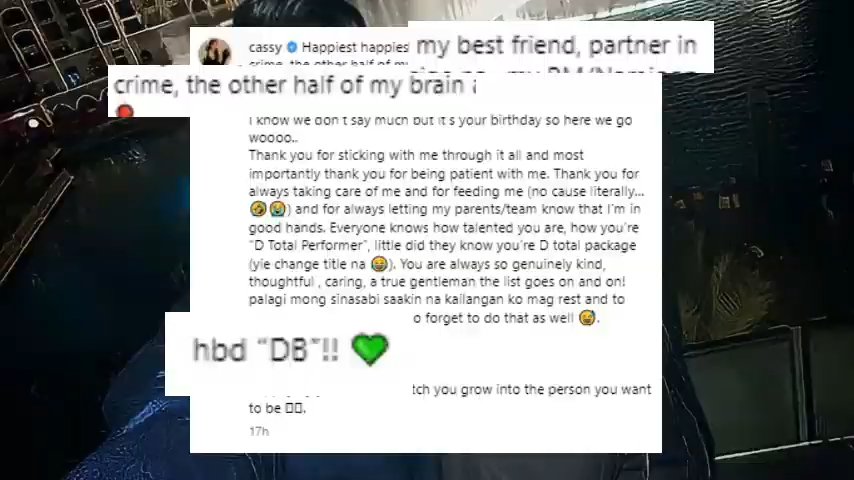 cassy Happiest happies
my best friend, partner in
crime, the other half of my brain
I know we don't say much but it's your birthday so here we go
woooo..
Thank you for sticking with me through it all and most
importantly thank you for being patient with me. Thank you for
always taking care of me and for feeding me (no cause literally...
🤣😭) and for always letting my parents/team know that I'm in
good hands. Everyone knows how talented you are, how you're
"D Total Performer", little did they know you're D total package
(yie change title na 😆). You are always so genuinely kind,
thoughtful , caring, a true gentleman the list goes on and on!
palagi mong sinasabi saakin na kailangan ko mag rest and to
o forget to do that as well 😅.
hbd "DB"!! 💚
tch you grow into the person you want
to be
17h